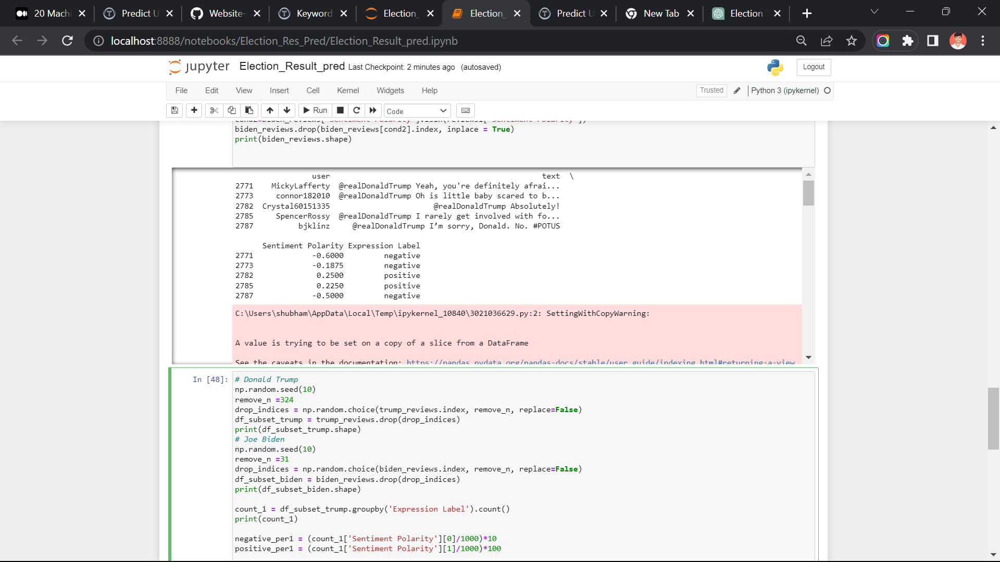 20 Machi
Predict U
Website-
Keyword
Election_
Election_
Predict U
New Tab
Election
localhost:8888/notebooks/Election_Res_Pred/Election_Result_pred.ipynb
jupyter Election_Result_pred Last Checkpoint: 2 minutes ago (autosaved)
Logout
File Edit View Insert Cell Kernel Widgets Help
Trusted
Python 3 (ipykernel)
Run
Code
cond2=biden_reviews['Sentiment Polarity'].isin(reviews1['Sentiment Polarity'])
biden_reviews.drop(biden_reviews[cond2].index, inplace = True)
print(biden_reviews.shape)
user text \
2771 MickyLafferty @realDonaldTrump Yeah, you're definitely afrai...
2773 connor182010 @realDonaldTrump Oh is little baby scared to b...
2782 Crystal60151335 @realDonaldTrump Absolutely!
2785 SpencerRossy @realDonaldTrump I rarely get involved with fo...
2787 bjklinz @realDonaldTrump I’m sorry, Donald. No. #POTUS
Sentiment Polarity Expression Label
2771 -0.6000 negative
2773 -0.1875 negative
2782 0.2500 positive
2785 0.2250 positive
2787 -0.5000 negative
C:\Users\shubham\AppData\Local\Temp\ipykernel_10840\3021036629.py:2: SettingWithCopyWarning:
A value is trying to be set on a copy of a slice from a DataFrame
See the caveats in the documentation: https://pandas.pydata.org/pandas-docs/stable/user_guide/indexing.html#returning-a-view
In [48]:
# Donald Trump
np.random.seed(10)
remove_n =324
drop_indices = np.random.choice(trump_reviews.index, remove_n, replace=False)
df_subset_trump = trump_reviews.drop(drop_indices)
print(df_subset_trump.shape)
# Joe Biden
np.random.seed(10)
remove_n =31
drop_indices = np.random.choice(biden_reviews.index, remove_n, replace=False)
df_subset_biden = biden_reviews.drop(drop_indices)
print(df_subset_biden.shape)
count_1 = df_subset_trump.groupby('Expression Label').count()
print(count_1)
negative_per1 = (count_1['Sentiment Polarity'][0]/1000)*10
positive_per1 = (count_1['Sentiment Polarity'][1]/1000)*100